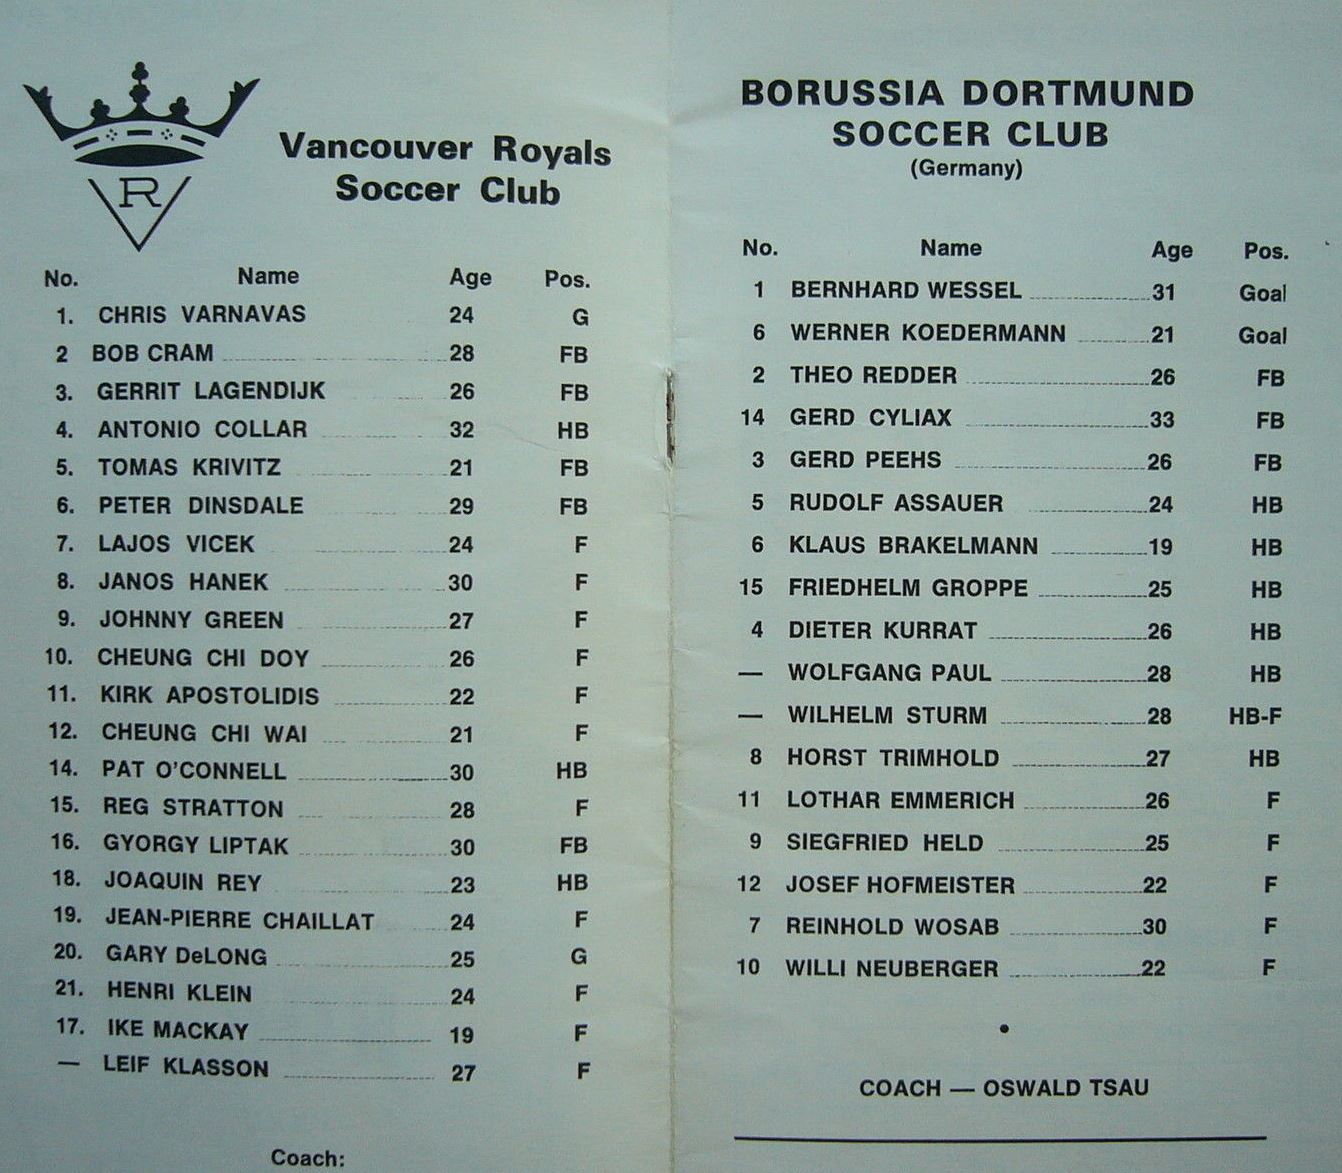 R
Vancouver Royals
Soccer Club
No. Name Age Pos.
1. CHRIS VARNAVAS 24 G
2 BOB CRAM 28 FB
3. GERRIT LAGENDIJK 26 FB
4. ANTONIO COLLAR 32 HB
5. TOMAS KRIVITZ 21 FB
6. PETER DINSDALE 29 FB
7. LAJOS VICEK 24 F
8. JANOS HANEK 30 F
9. JOHNNY GREEN 27 F
10. CHEUNG CHI DOY 26 F
11. KIRK APOSTOLIDIS 22 F
12. CHEUNG CHI WAI 21 F
14. PAT O'CONNELL 30 HB
15. REG STRATTON 28 F
16. GYORGY LIPTAK 30 FB
18. JOAQUIN REY 23 HB
19. JEAN-PIERRE CHAILLAT 24 F
20. GARY DeLONG 25 G
21. HENRI KLEIN 24 F
17. IKE MACKAY 19 F
— LEIF KLASSON 27 F
Coach:
BORUSSIA DORTMUND
SOCCER CLUB
(Germany)
No. Name Age Pos.
1 BERNHARD WESSEL 31 Goal
6 WERNER KOEDERMANN 21 Goal
2 THEO REDDER 26 FB
14 GERD CYLIAX 33 FB
3 GERD PEEHS 26 FB
5 RUDOLF ASSAUER 24 HB
6 KLAUS BRAKELMANN 19 HB
15 FRIEDHELM GROPPE 25 HB
4 DIETER KURRAT 26 HB
— WOLFGANG PAUL 28 HB
— WILHELM STURM 28 HB-F
8 HORST TRIMHOLD 27 HB
11 LOTHAR EMMERICH 26 F
9 SIEGFRIED HELD 25 F
12 JOSEF HOFMEISTER 22 F
7 REINHOLD WOSAB 30 F
10 WILLI NEUBERGER 22 F
COACH — OSWALD TSAU